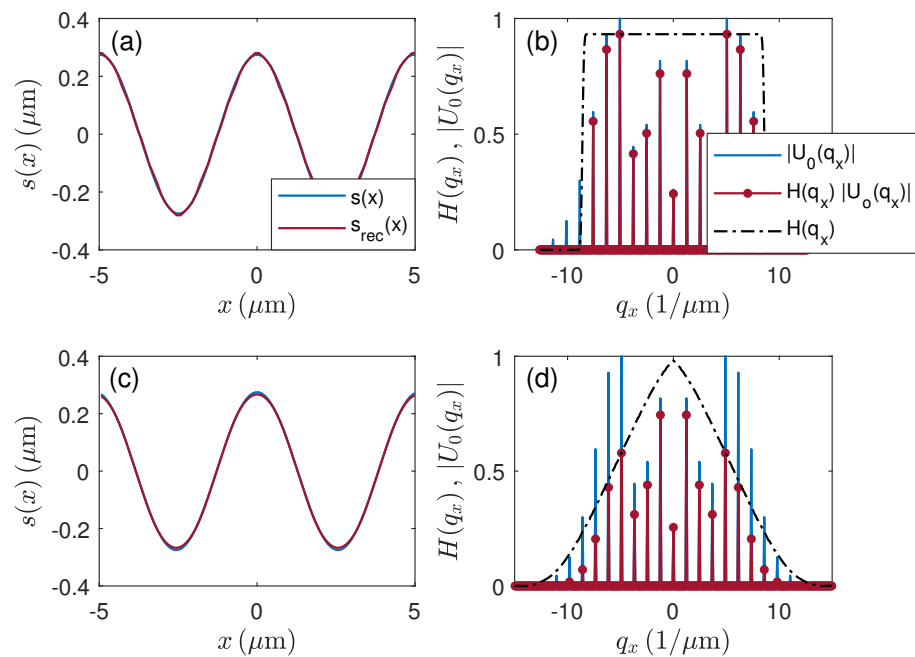 (a)
0.4
0.2
0
-0.2
-0.4
s(x) (μm)
-5
0
5
x (μm)
s(x)
s_rec(x)
(b)
1
0.5
0
H(q_x) , |U_0(q_x)|
-10
0
10
q_x (1/μm)
|U_0(q_x)|
H(q_x) |U_o(q_x)|
H(q_x)
(c)
0.4
0.2
0
-0.2
-0.4
s(x) (μm)
-5
0
5
x (μm)
(d)
1
0.5
0
H(q_x) , |U_0(q_x)|
-10
0
10
q_x (1/μm)